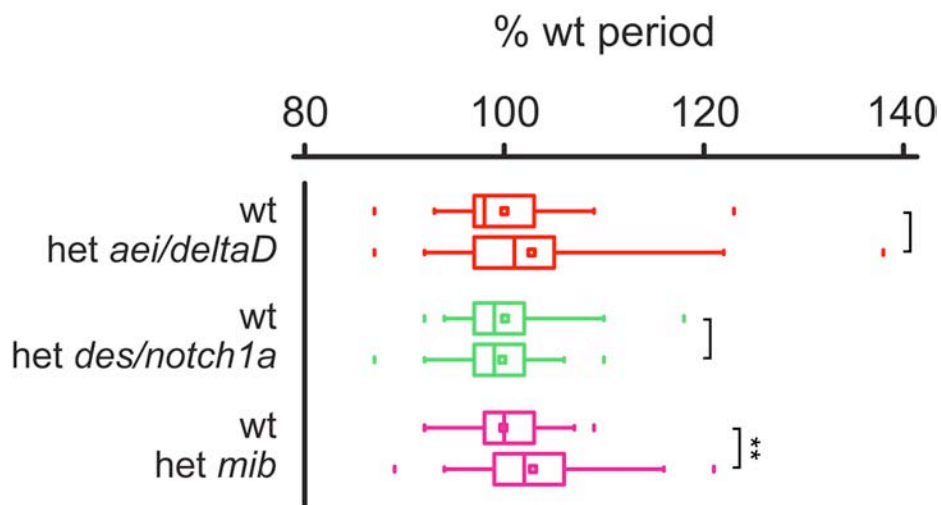 % wt period
80 100 120 140
wt
het aei/deltaD
wt
het des/notch1a
wt
het mib
**